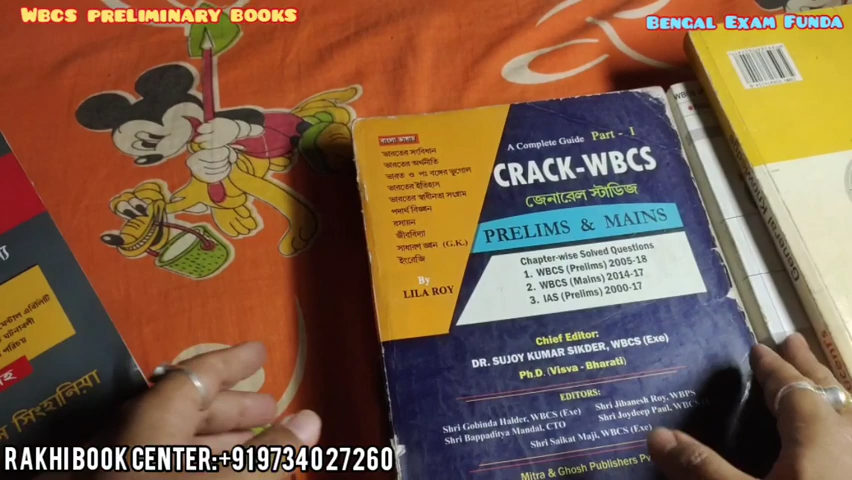 WBCS PRELIMINARY BOOKS
BENGAL EXAM FUNDA
A Complete Guide Part - I
CRACK-WBCS
জেনারেল স্টাডিজ
PRELIMS & MAINS
Chapter-wise Solved Questions
1. WBCS (Prelims) 2005-18
2. WBCS (Mains) 2014-17
3. IAS (Prelims) 2000-17
বাংলা ভাষায়
ভারতের সংবিধান
ভারতের অর্থনীতি
ভারত ও পঃ বঙ্গের ভূগোল
ভারতের ইতিহাস
ভারতের স্বাধীনতা সংগ্রাম
পদার্থ বিজ্ঞান
রসায়ন
জীববিদ্যা
সাধারণ জ্ঞান (G.K.)
ইংরেজি
By
LILA ROY
Chief Editor:
DR. SUJOY KUMAR SIKDER, WBCS (Exe)
Ph.D. (Visva - Bharati)
EDITORS:
Shri Gobinda Halder, WBCS (Exe) Shri Jibanesh Roy, WBPS
Shri Bappaditya Mandal, CTO Shri Joydeep Paul, WBCS
Shri Saikat Maji, WBCS (Exe)
Mitra & Ghosh Publishers
General
সিংহানিয়া
RAKHI BOOK CENTER:+919734027260